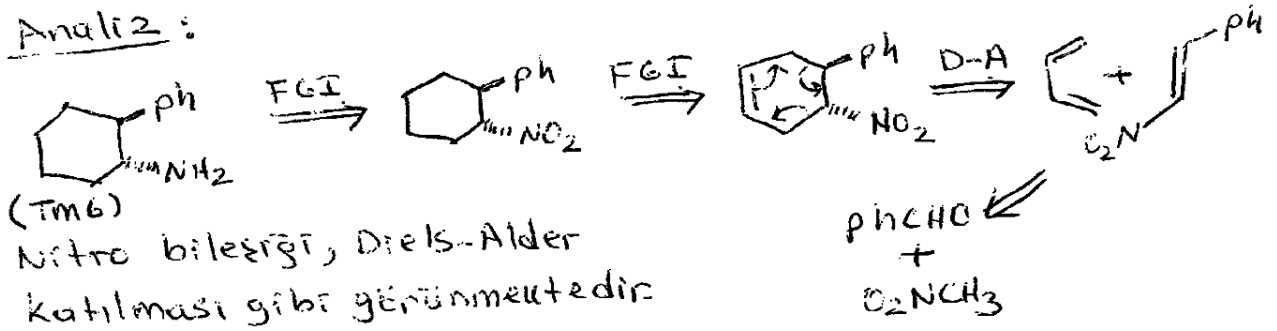 Analiz:
FGI
FGI
D-A
Ph
NH2
(TM6)
Ph
NO2
Ph
NO2
+
Ph
O2N
Nitro bileşiği, Diels-Alder
katılması gibi görünmektedir.
PhCHO
+
O2NCH3